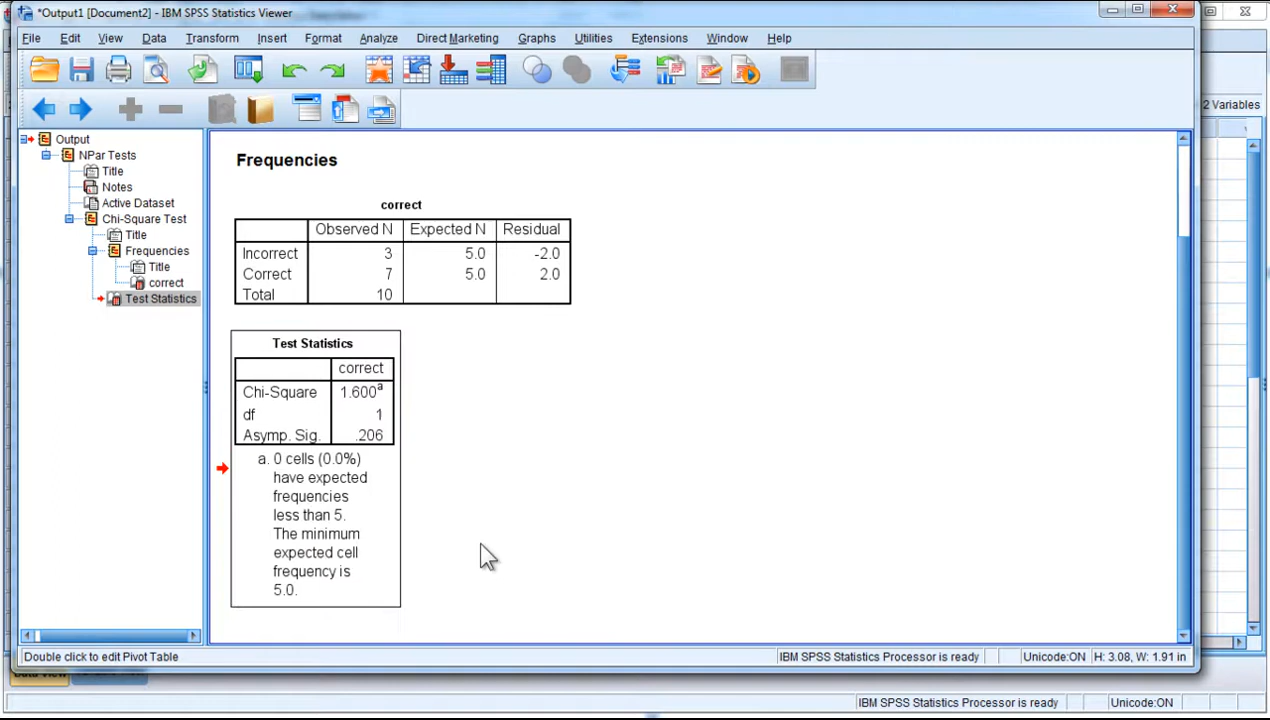 *Output1 [Document2] - IBM SPSS Statistics Viewer
File Edit View Data Transform Insert Format Analyze Direct Marketing Graphs Utilities Extensions Window Help
2 Variables
Output
NPar Tests
Title
Notes
Active Dataset
Chi-Square Test
Title
Frequencies
Title
correct
Test Statistics
Frequencies
correct
Observed N Expected N Residual
Incorrect 3 5.0 -2.0
Correct 7 5.0 2.0
Total 10
Test Statistics
correct
Chi-Square 1.600a
df 1
Asymp. Sig. .206
a. 0 cells (0.0%)
have expected
frequencies
less than 5.
The minimum
expected cell
frequency is
5.0.
Double click to edit Pivot Table
IBM SPSS Statistics Processor is ready Unicode:ON H: 3.08, W: 1.91 in
IBM SPSS Statistics Processor is ready Unicode:ON